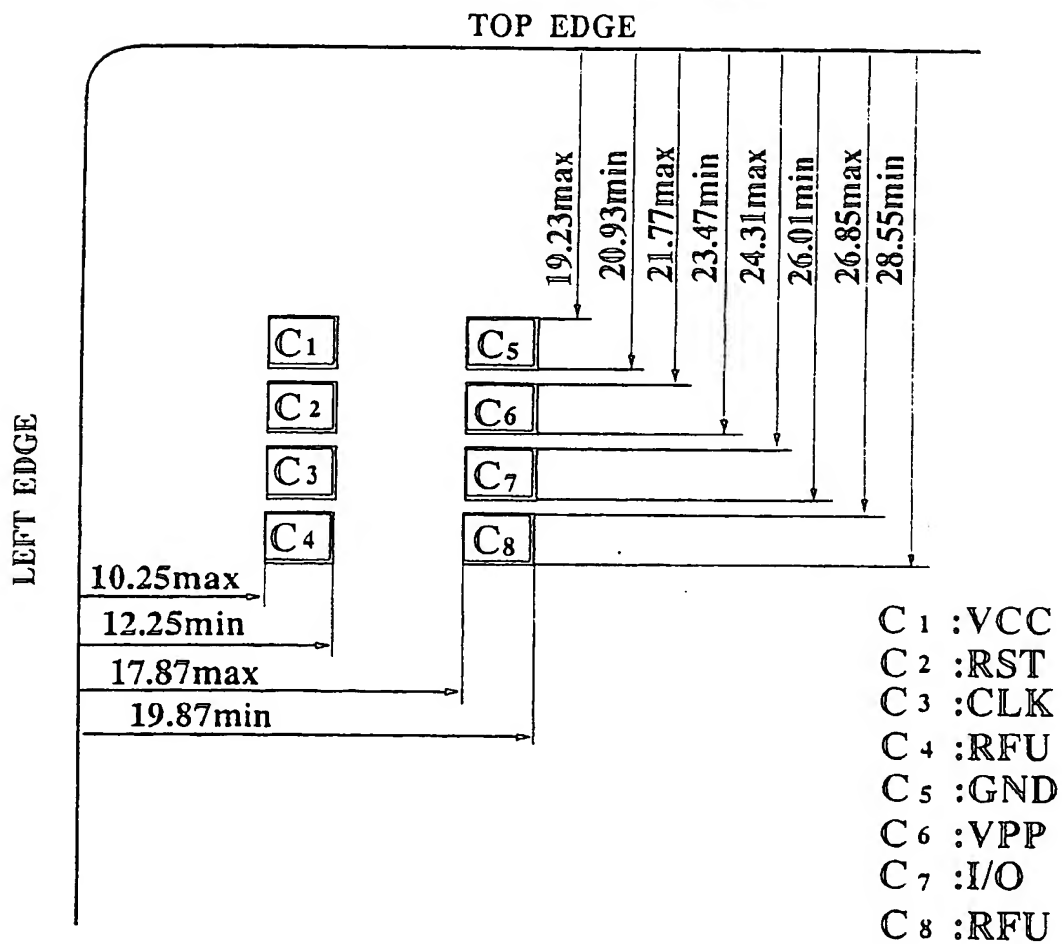 TOP EDGE
19.23max
20.93min
21.77max
23.47min
24.31max
26.01min
26.85max
28.55min
C1
C5
C2
C6
C3
C7
C4
C8
LEFT EDGE
10.25max
12.25min
17.87max
19.87min
C1 :VCC
C2 :RST
C3 :CLK
C4 :RFU
C5 :GND
C6 :VPP
C7 :I/O
C8 :RFU